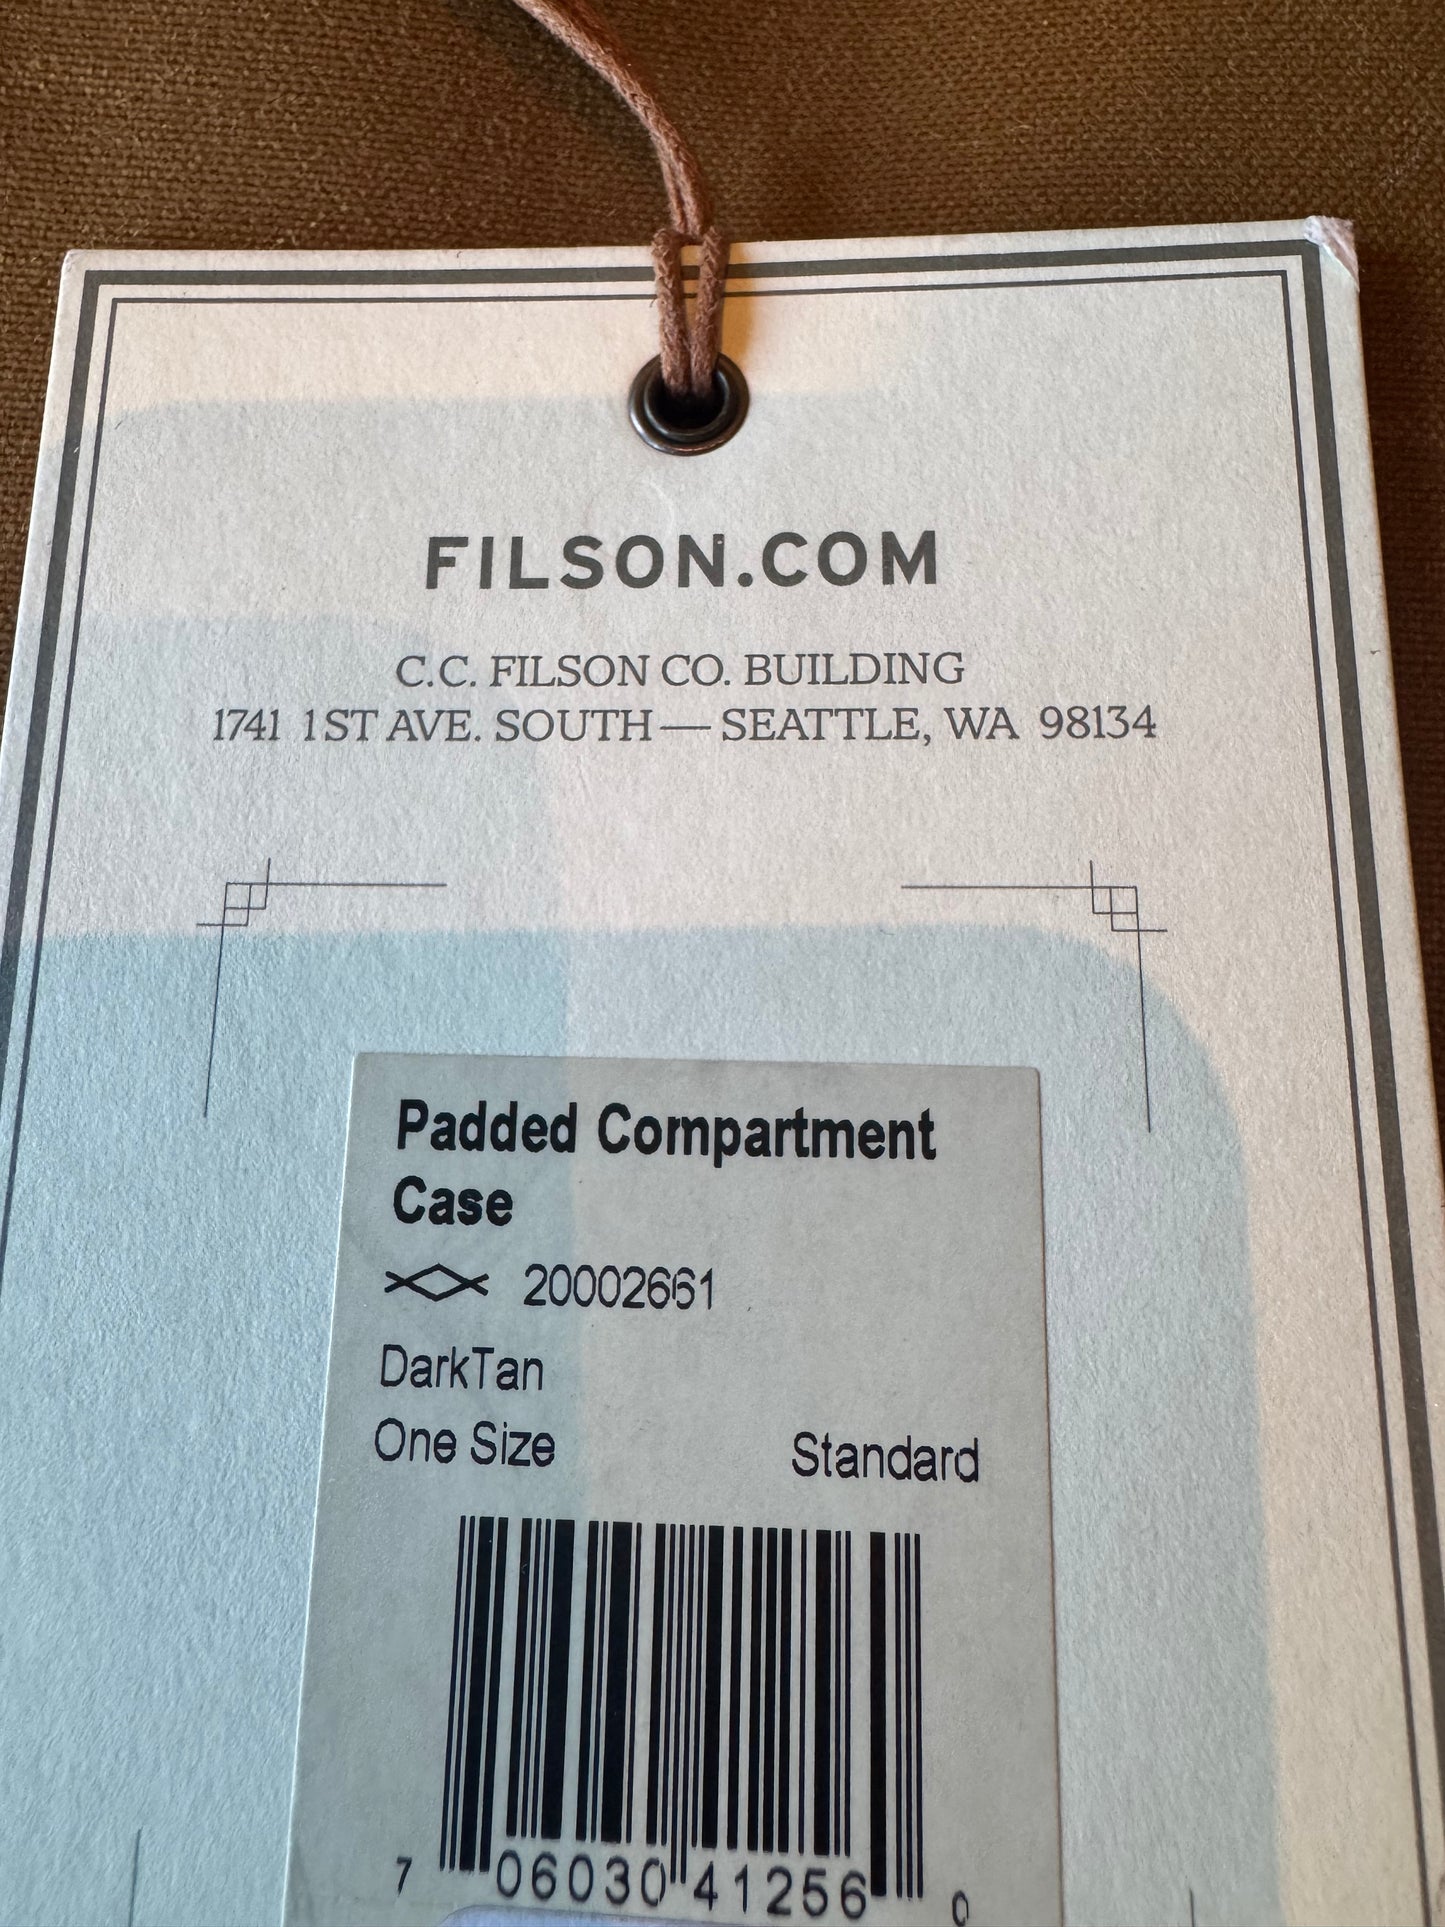 FILSON.COM
C.C. FILSON CO. BUILDING
1741 1ST AVE. SOUTH — SEATTLE, WA 98134
Padded Compartment
Case
20002661
DarkTan
One Size Standard
7 06030 41256 0